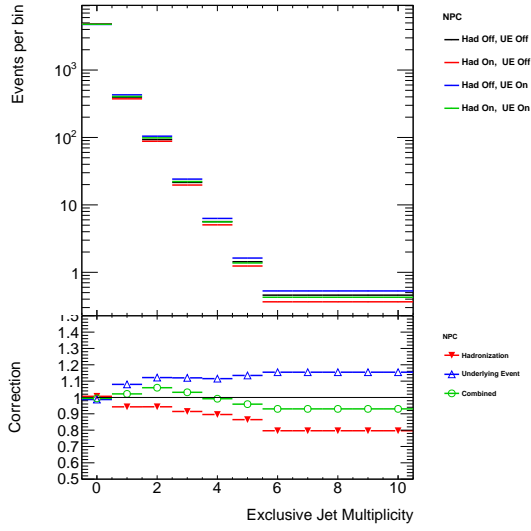 Events per bin
10³
10²
10
1
NPC
Had Off, UE Off
Had On, UE Off
Had Off, UE On
Had On, UE On
Correction
1.5
1.4
1.3
1.2
1.1
1
0.9
0.8
0.7
0.6
0.5
0 2 4 6 8 10
Exclusive Jet Multiplicity
NPC
Hadronization
Underlying Event
Combined